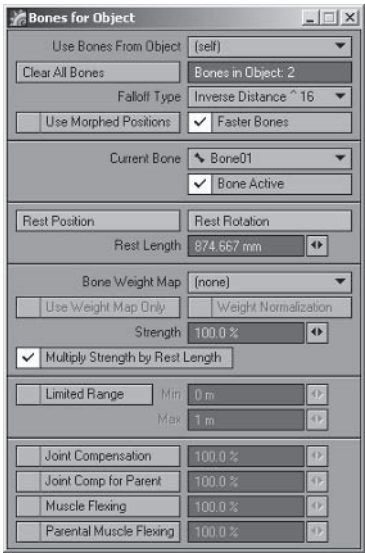 Bones for Object
Use Bones From Object (self)
Clear All Bones Bones in Object: 2
Falloff Type Inverse Distance ^ 16
Use Morphed Positions Faster Bones
Current Bone Bone01
Bone Active
Rest Position Rest Rotation
Rest Length 874.667 mm
Bone Weight Map (none)
Use Weight Map Only Weight Normalization
Strength 100.0 %
Multiply Strength by Rest Length
Limited Range Min 0 m
Max 1 m
Joint Compensation 100.0 %
Joint Comp for Parent 100.0 %
Muscle Flexing 100.0 %
Parental Muscle Flexing 100.0 %